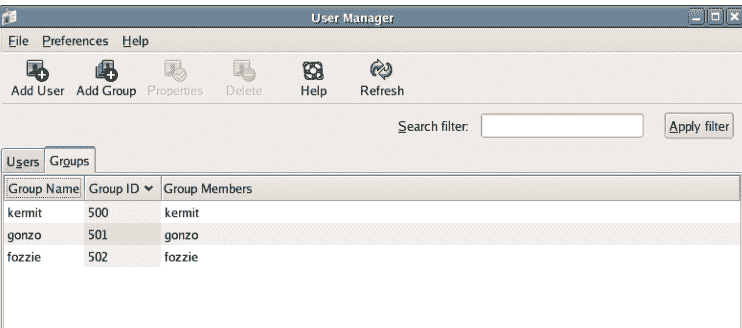 User Manager
File Preferences Help
Add User Add Group Properties Delete Help Refresh
Search filter: Apply filter
Users Groups
Group Name Group ID Group Members
kermit 500 kermit
gonzo 501 gonzo
fozzie 502 fozzie